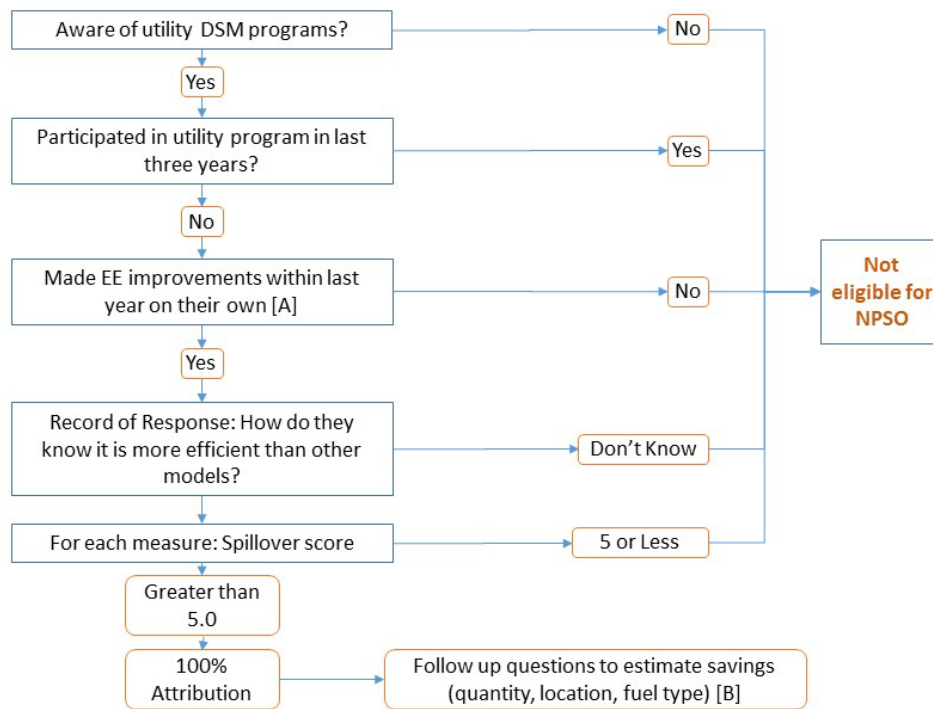 Aware of utility DSM programs?
No
Yes
Participated in utility program in last
three years?
Yes
No
Made EE improvements within last
year on their own [A]
No
Not
eligible for
NPSO
Yes
Record of Response: How do they
know it is more efficient than other
models?
Don't Know
For each measure: Spillover score
5 or Less
Greater than
5.0
100%
Attribution
Follow up questions to estimate savings
(quantity, location, fuel type) [B]